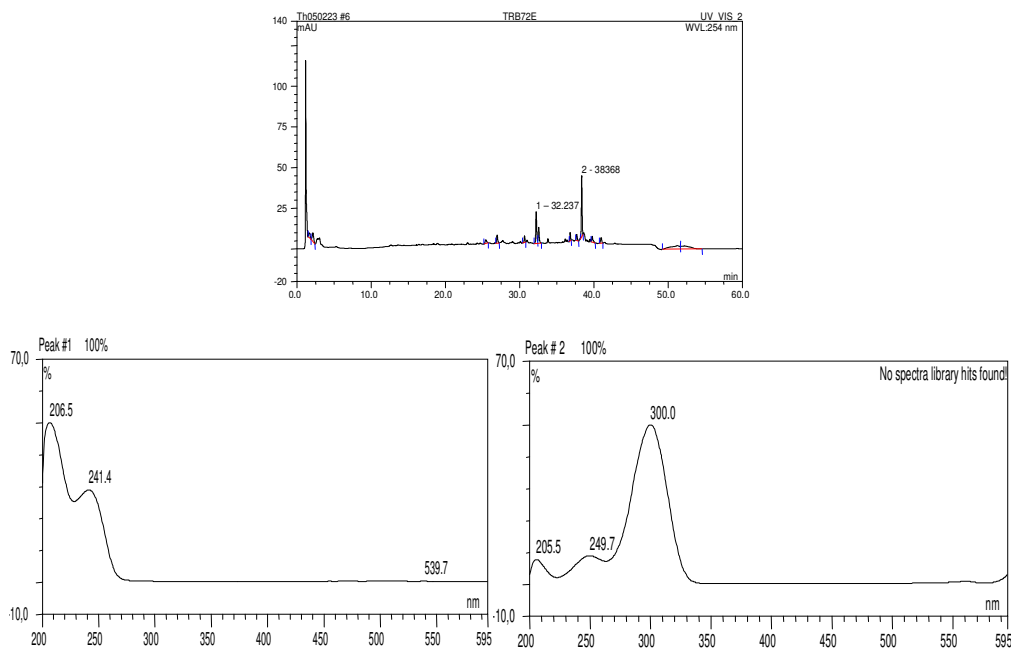 Th050223 #6 TRB72E UV_VIS_2
mAU WVL:254 nm
140
125
100
75
50
25
-20
2 - 38368
1 – 32.237
min
0.0 10.0 20.0 30.0 40.0 50.0 60.0
Peak #1 100%
70,0
%
206.5
241.4
539.7
nm
-10,0
200 250 300 350 400 450 500 550 595
Peak # 2 100%
70,0
%
No spectra library hits found!
300.0
205.5
249.7
nm
-10,0
200 250 300 350 400 450 500 550 595